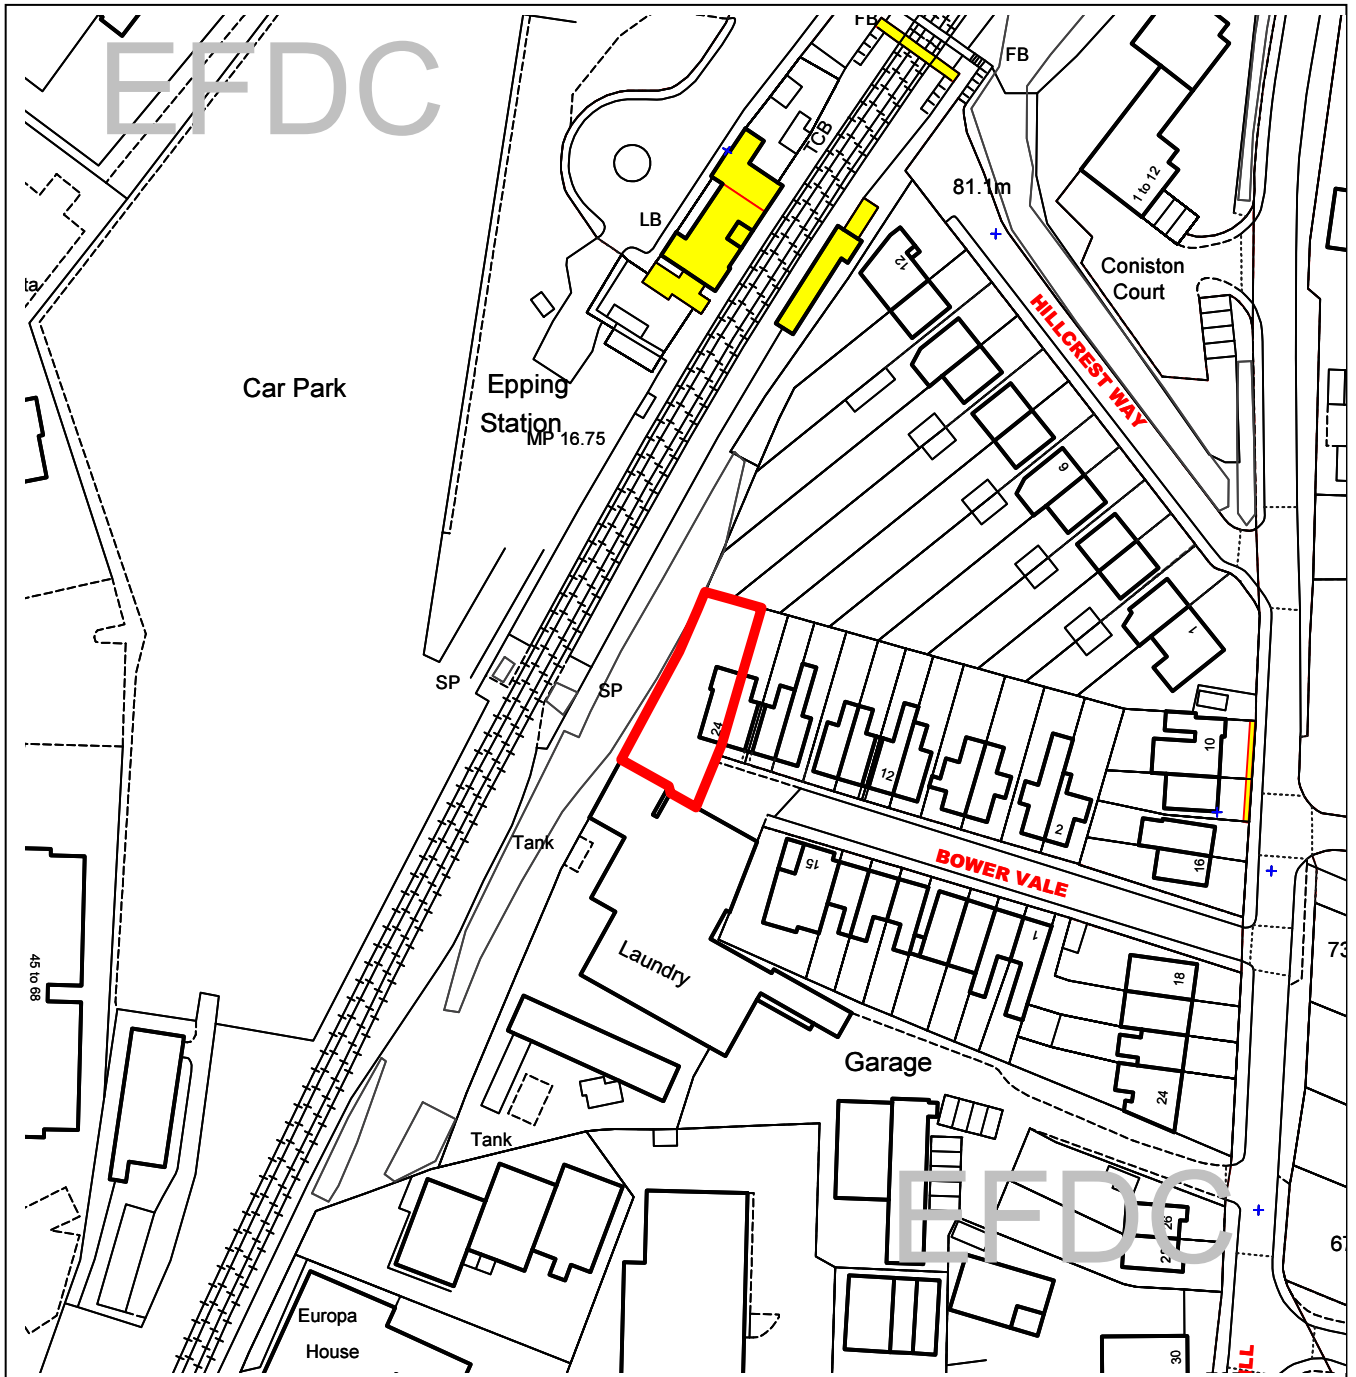 EFDC
FB
FB
TCB
1 to 12
81.1m
LB
Coniston
Court
12
HILLCREST WAY
Car Park
Epping
Station
MP 16.75
9
1
SP
SP
24
12
2
10
16
BOWER VALE
15
1
Tank
Laundry
45 to 68
18
24
Garage
Tank
EFDC
26
Europa
House
30